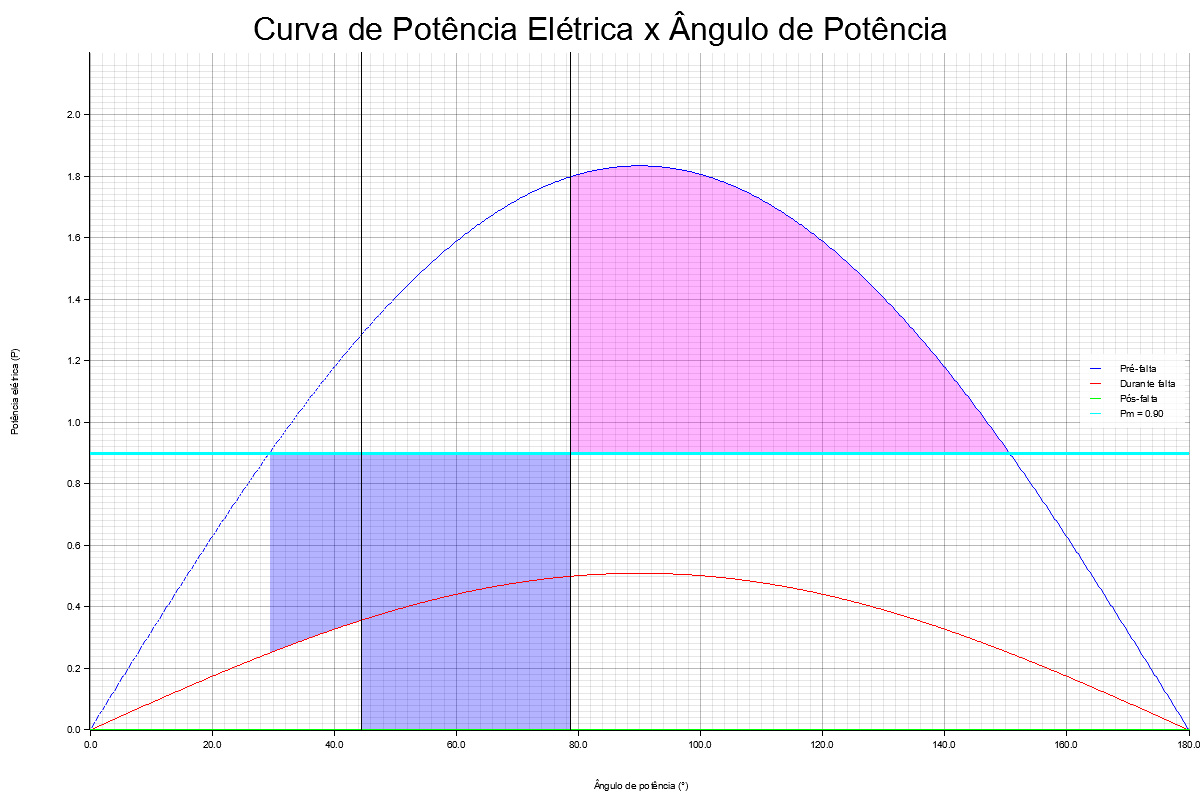 Curva de Potência Elétrica x Ângulo de Potência
2.0
1.8
1.6
1.4
1.2
1.0
0.8
0.6
0.4
0.2
0.0
Potência elétrica (P)
Pré-falta
Durante falta
Pós-falta
Pm = 0.90
0.0 20.0 40.0 60.0 80.0 100.0 120.0 140.0 160.0 180.0
Ângulo de potência (°)